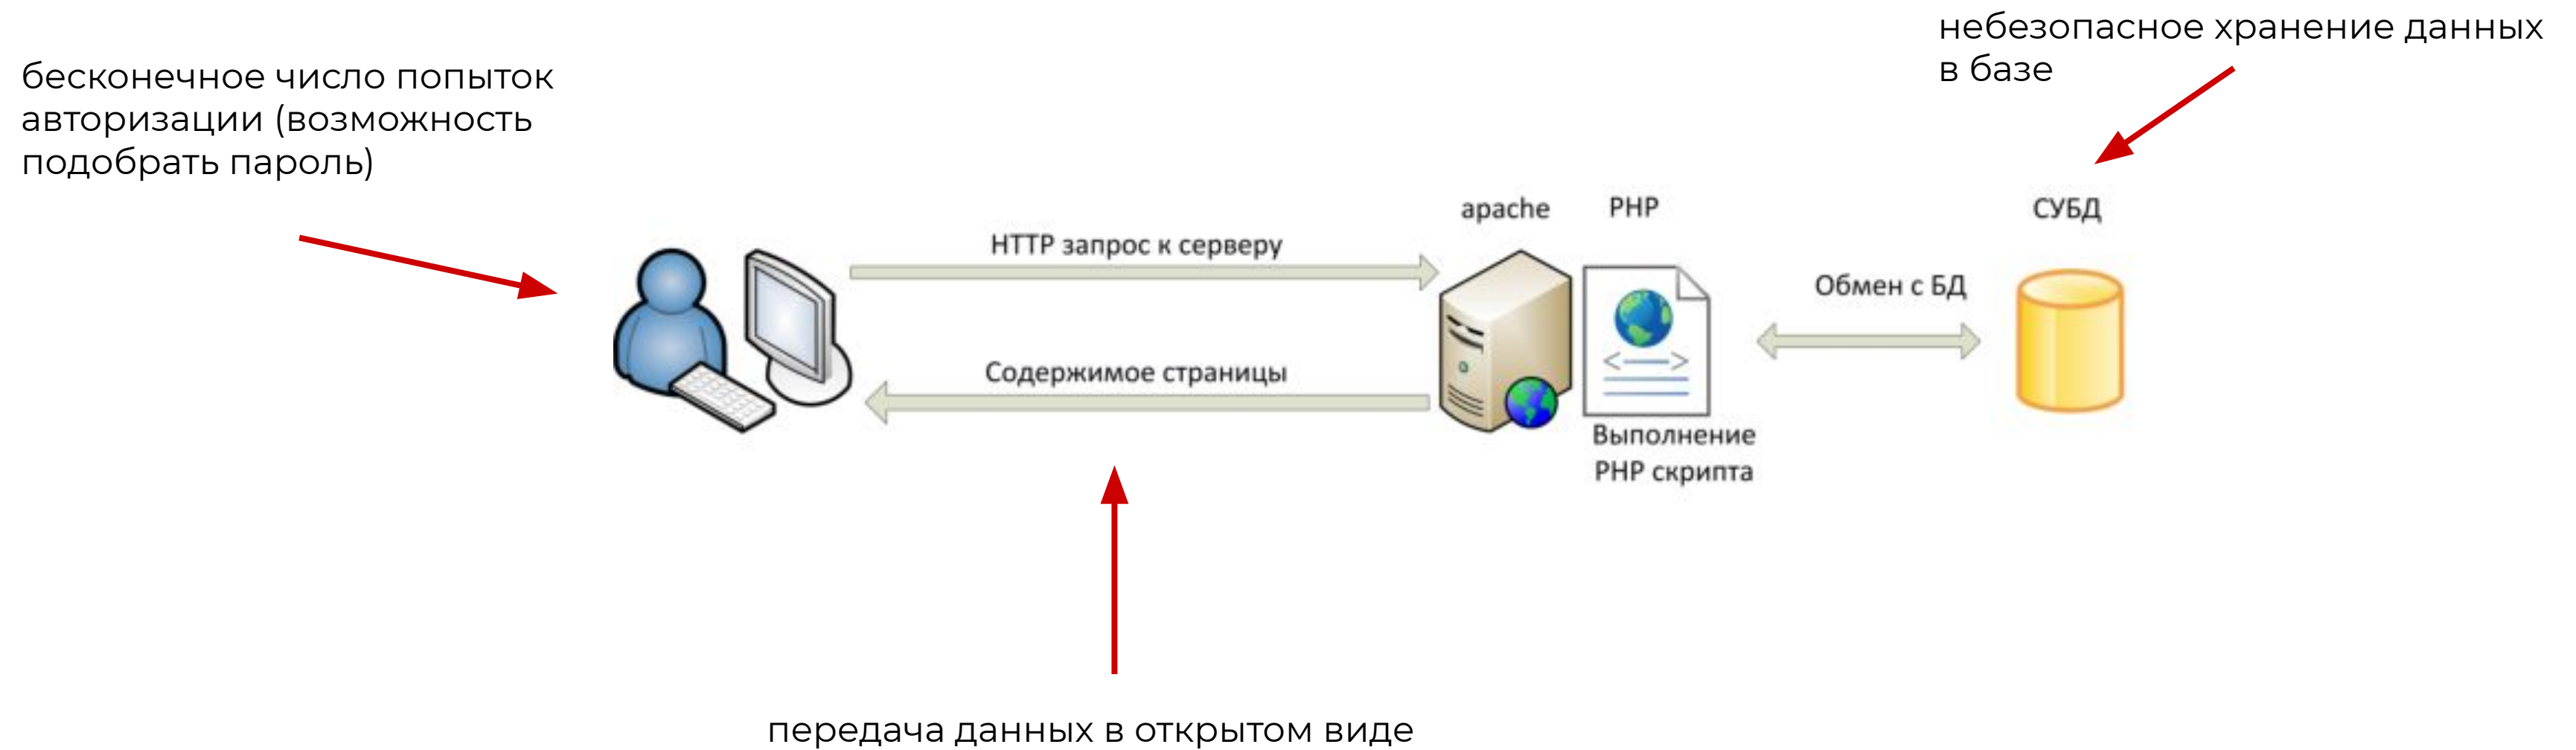 небезопасное хранение данных
в базе
бесконечное число попыток
авторизации (возможность
подобрать пароль)
apache
PHP
СУБД
HTTP запрос к серверу
Обмен с БД
Содержимое страницы
Выполнение
PHP скрипта
передача данных в открытом виде